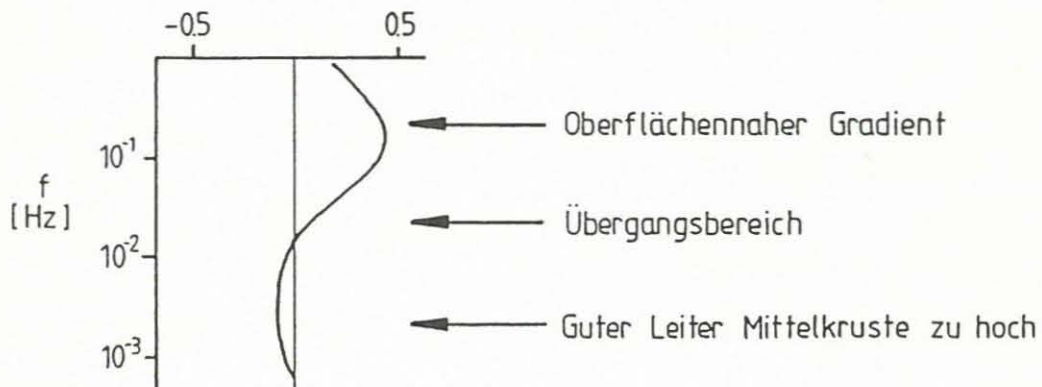 -0.5 0.5
Oberflächennaher Gradient
10⁻¹
f
[Hz]
Übergangsbereich
10⁻²
Guter Leiter Mittelkruste zu hoch
10⁻³